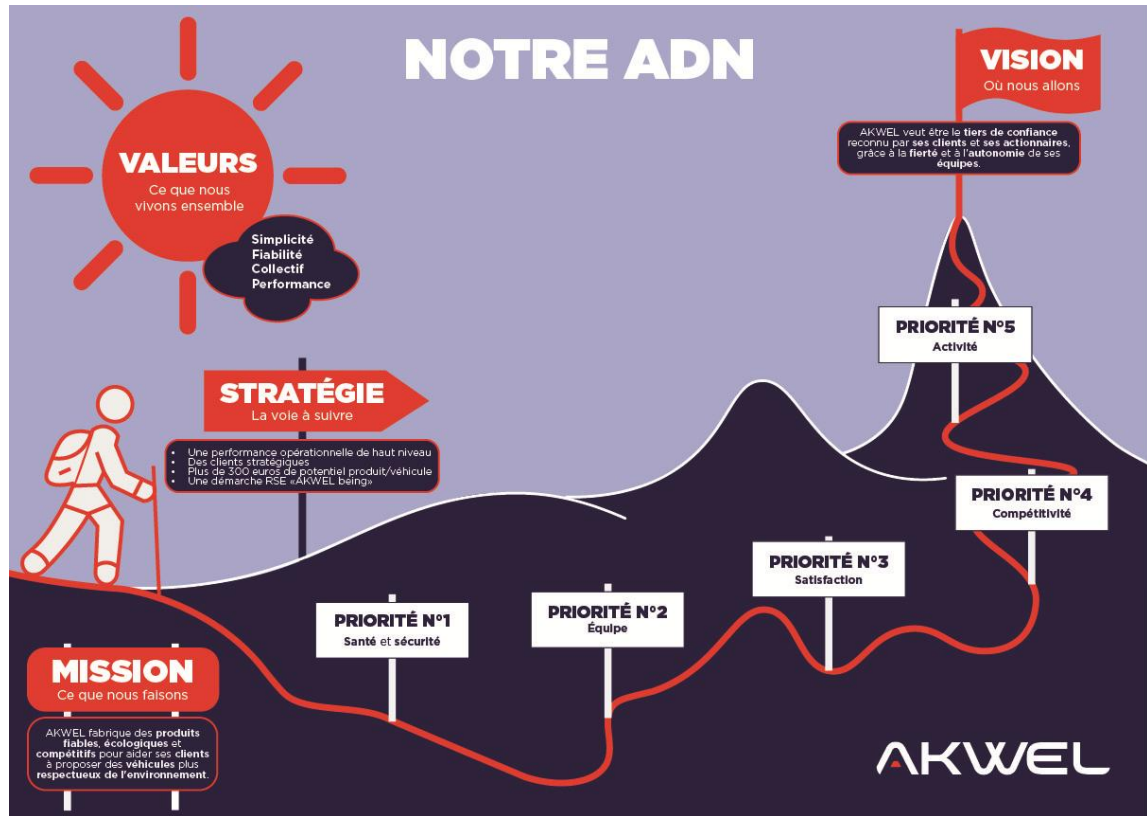 NOTRE ADN
VALEURS
Ce que nous
vivons ensemble
Simplicité
Fiabilité
Collectif
Performance
VISION
Où nous allons
AKWEL veut être le tiers de confiance
reconnu par ses clients et ses actionnaires,
grâce à la fierté et à l'autonomie de ses
équipes.
STRATÉGIE
La voie à suivre
• Une performance opérationnelle de haut niveau
• Des clients stratégiques
• Plus de 300 euros de potentiel produit/véhicule
• Une démarche RSE «AKWEL being»
PRIORITÉ N°5
Activité
PRIORITÉ N°4
Compétitivité
PRIORITÉ N°3
Satisfaction
PRIORITÉ N°2
Équipe
PRIORITÉ N°1
Santé et sécurité
MISSION
Ce que nous faisons
AKWEL fabrique des produits
fiables, écologiques et
compétitifs pour aider ses clients
à proposer des véhicules plus
respectueux de l'environnement.
AKWEL